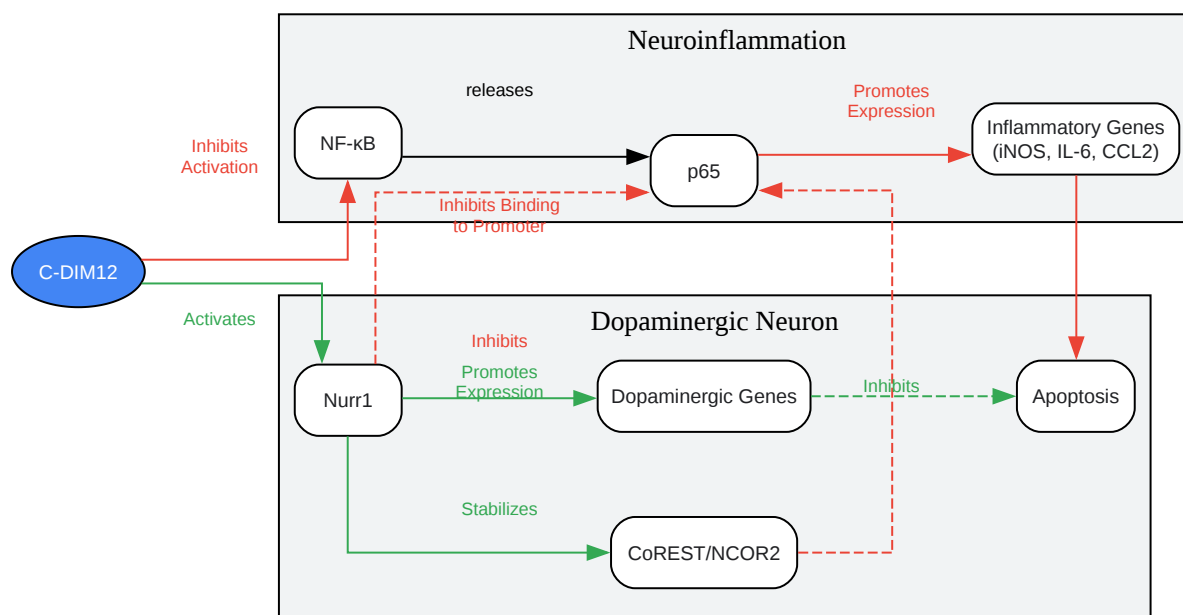 Neuroinflammation
releases
Promotes
Expression
NF-κB
Inflammatory Genes
(iNOS, IL-6, CCL2)
Inhibits
Activation
p65
Inhibits Binding
to Promoter
C-DIM12
Activates
Dopaminergic Neuron
Inhibits
Promotes
Expression
Nurr1
Dopaminergic Genes
Inhibits
Apoptosis
Stabilizes
CoREST/NCOR2